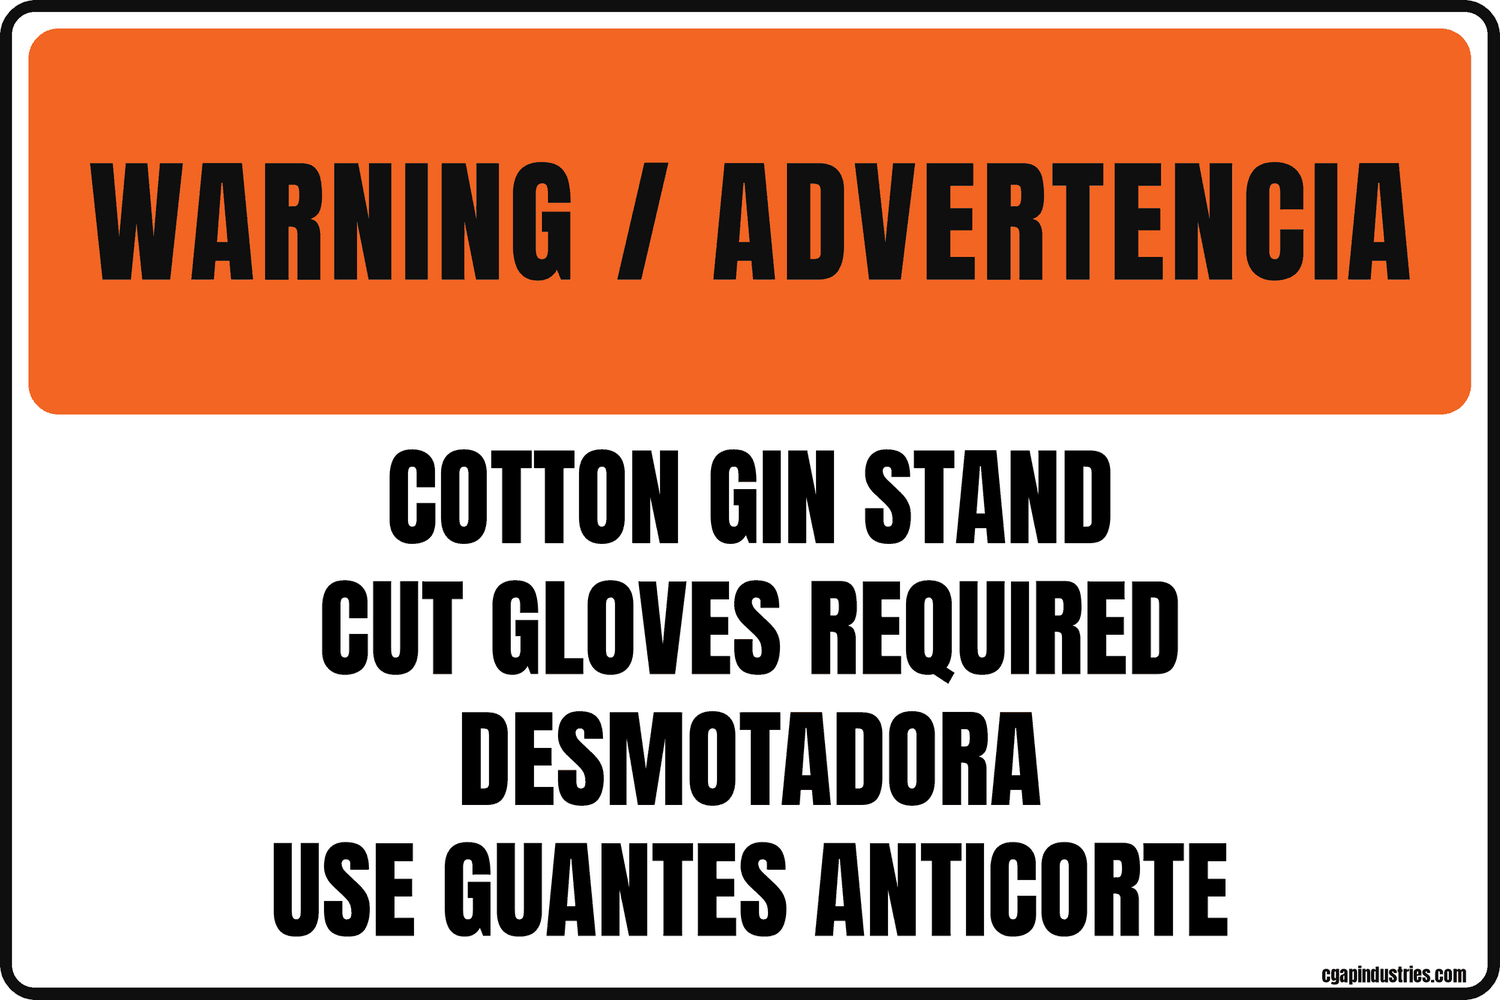 WARNING / ADVERTENCIA
COTTON GIN STAND
CUT GLOVES REQUIRED
DESMOTADORA
USE GUANTES ANTICORTE
cgapindustries.com